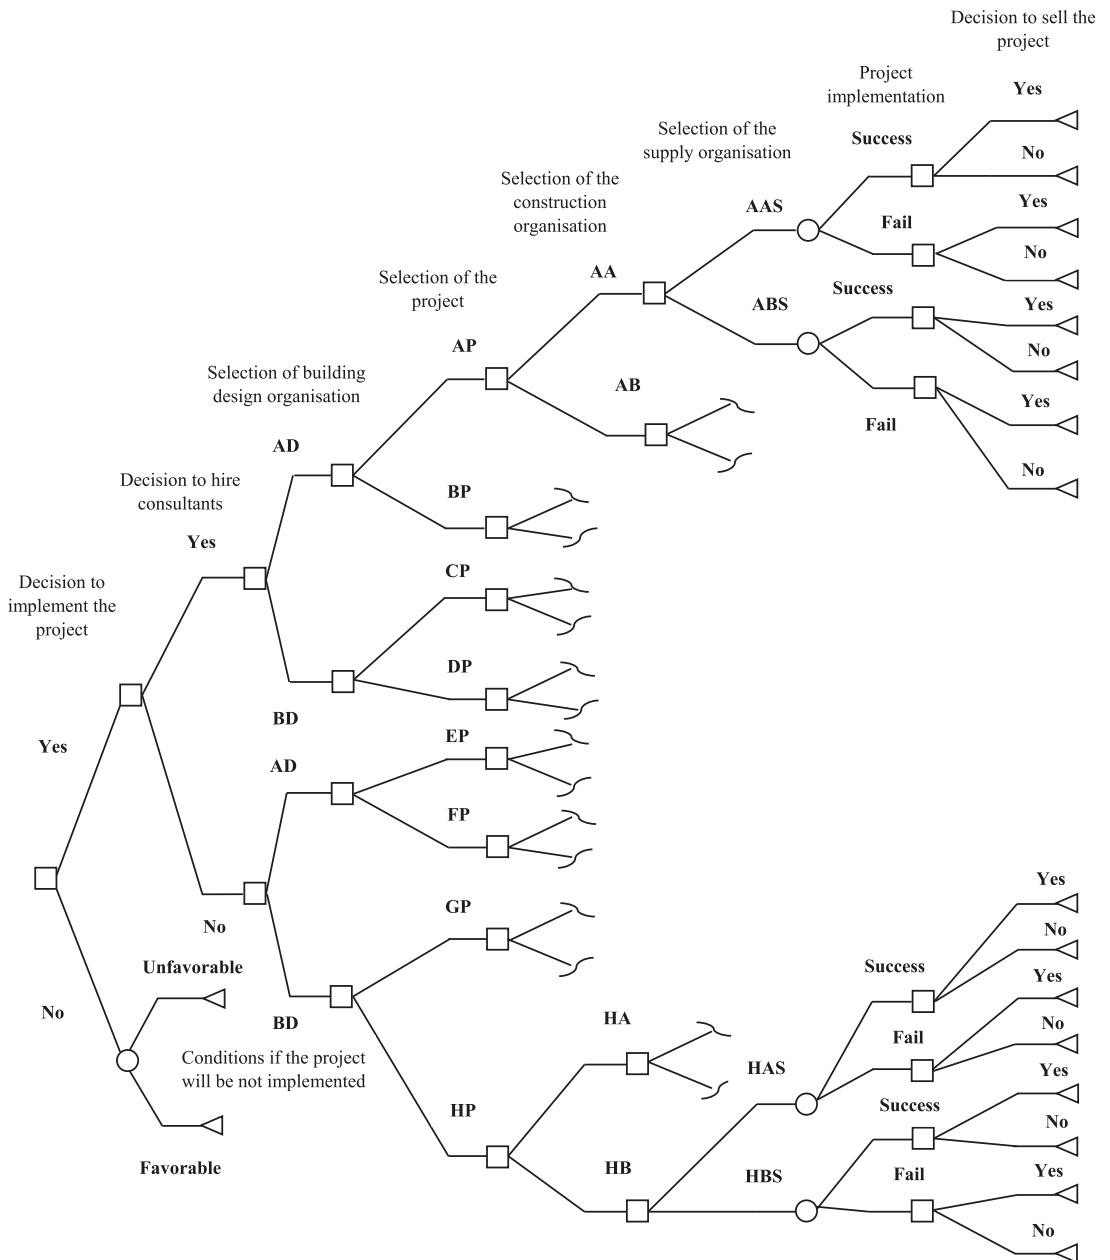 Decision to sell the
project
Yes
Project
implementation
Success
No
Selection of the
supply organisation
Yes
Selection of the
construction
organisation
AAS
Fail
No
AA
Success
ABS
Yes
Selection of the
project
No
AP
AB
Yes
Fail
Selection of building
design organisation
No
AD
BP
Decision to hire
consultants
Yes
CP
Decision to
implement the
project
DP
BD
EP
Yes
AD
FP
No
GP
Unfavorable
No
BD
Conditions if the project
will be not implemented
HP
Favorable
HA
HB
HAS
HBS
Success
Yes
No
Fail
Yes
No
Success
Yes
No
Fail
Yes
No